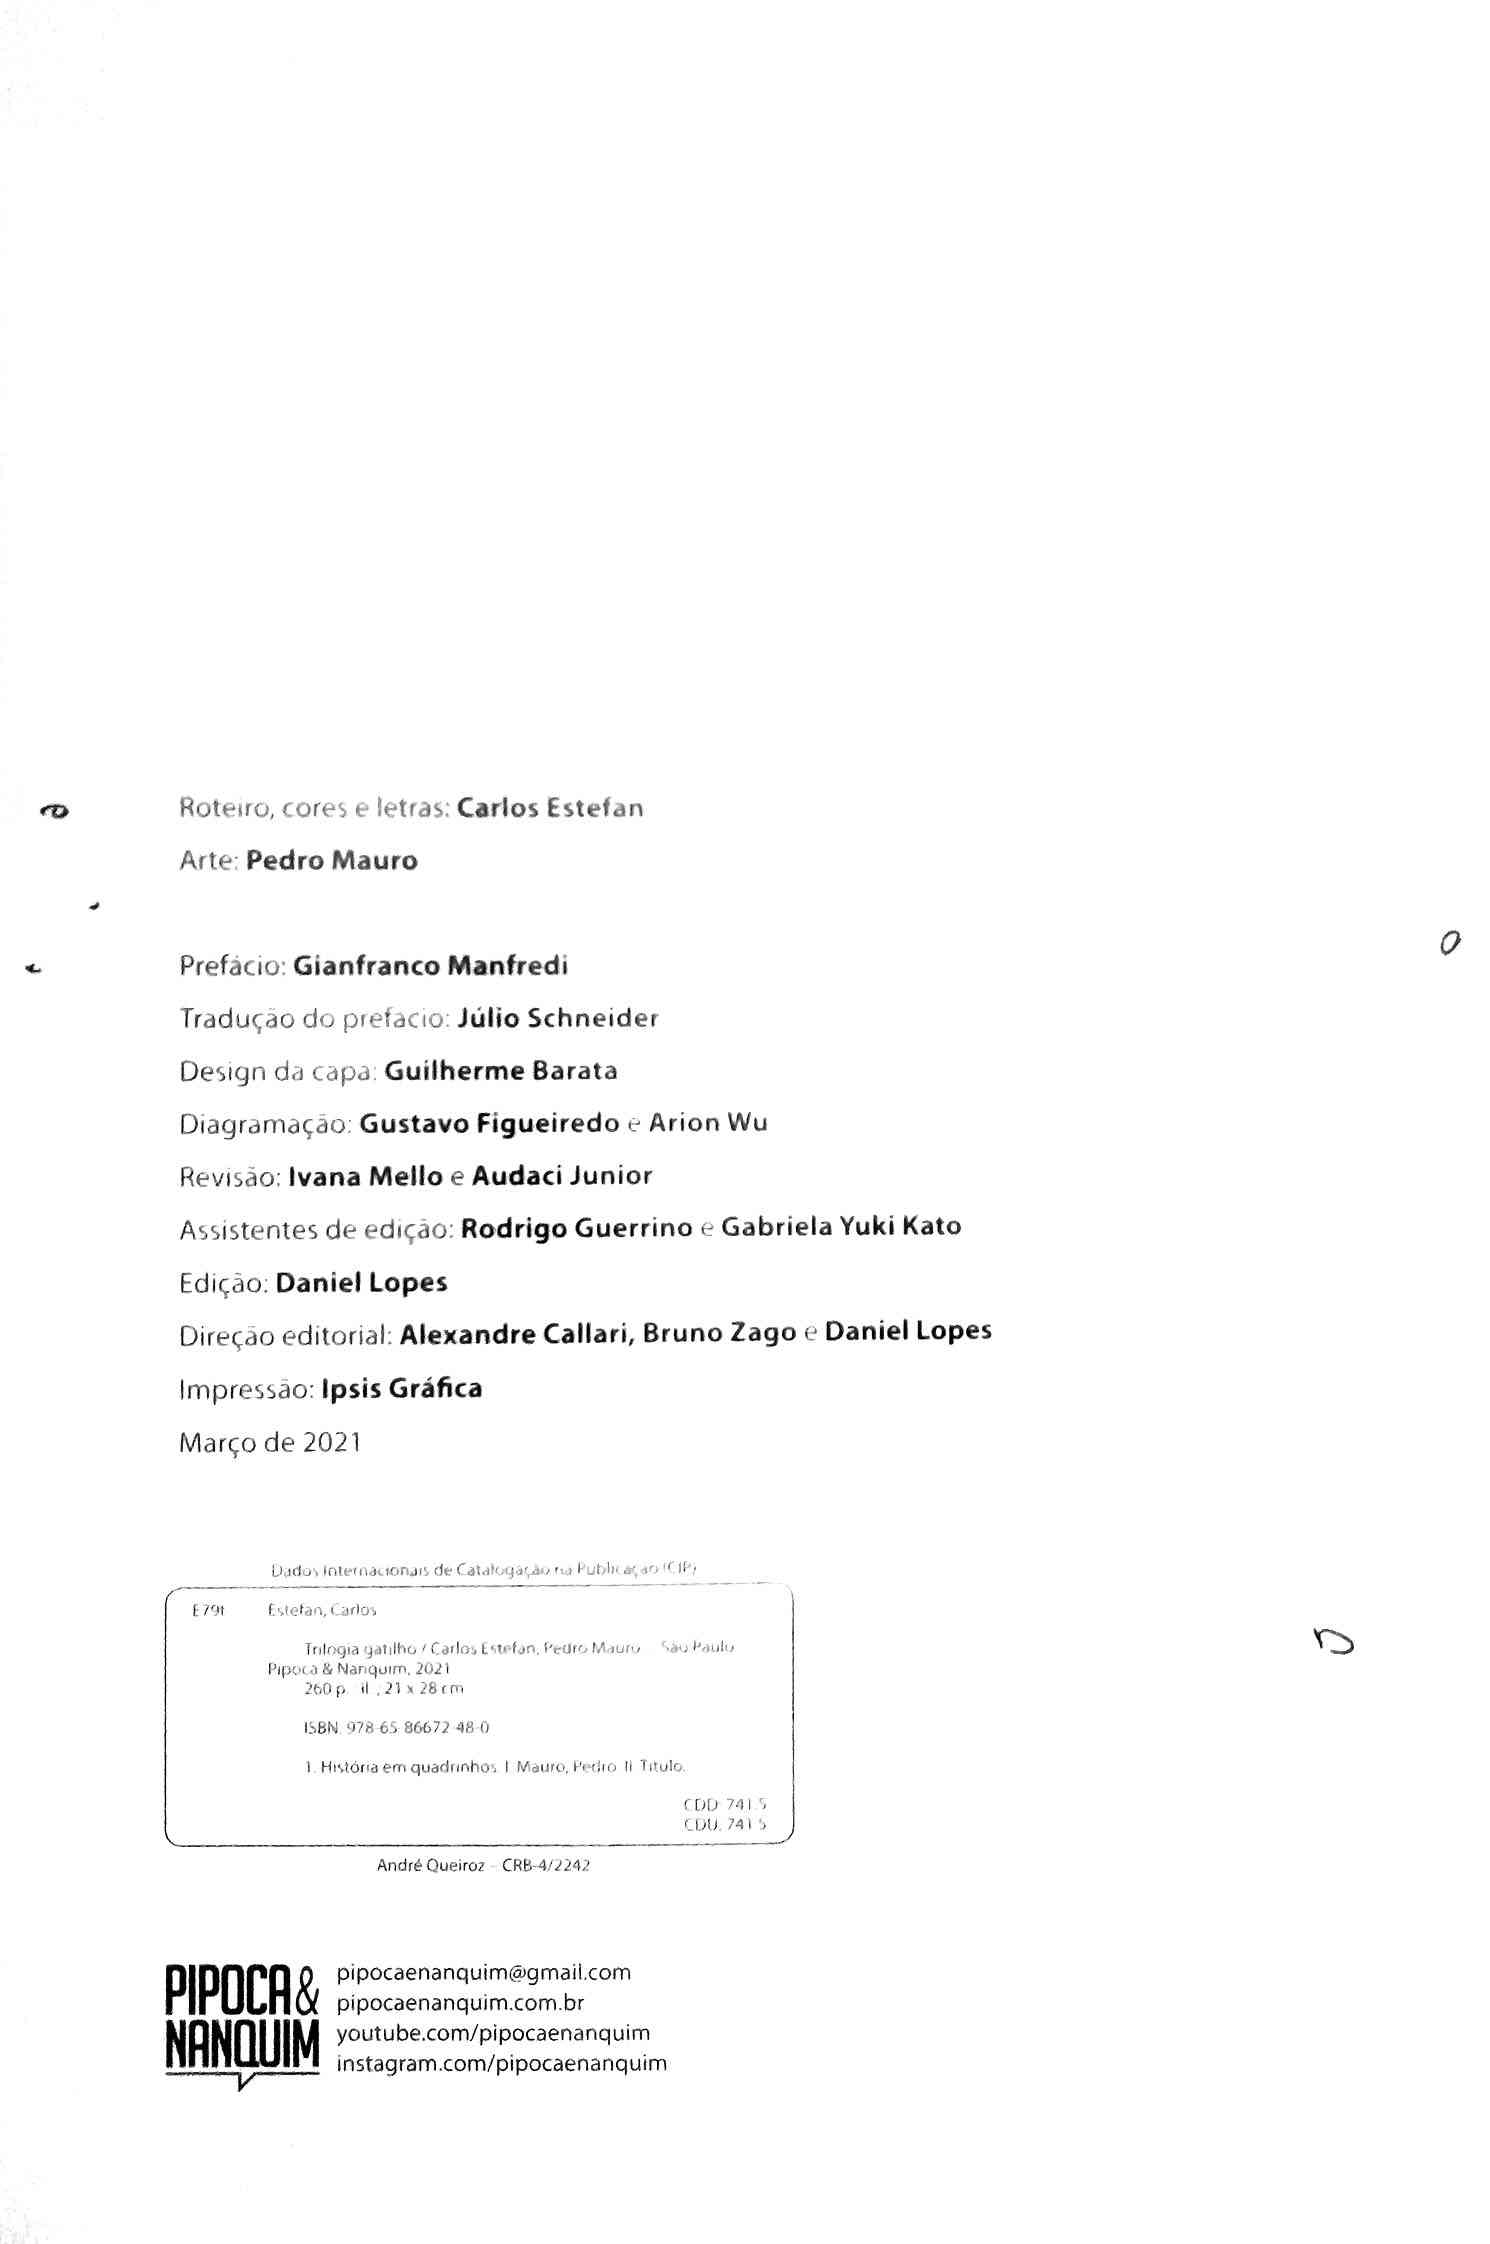 Roteiro, cores e letras: Carlos Estefan
Arte: Pedro Mauro
Prefácio: Gianfranco Manfredi
Tradução do prefácio: Júlio Schneider
Design da capa: Guilherme Barata
Diagramação: Gustavo Figueiredo e Arion Wu
Revisão: Ivana Mello e Audaci Junior
Assistentes de edição: Rodrigo Guerrino e Gabriela Yuki Kato
Edição: Daniel Lopes
Direção editorial: Alexandre Callari, Bruno Zago e Daniel Lopes
Impressão: Ipsis Gráfica
Março de 2021
Dados Internacionais de Catalogação na Publicação (CIP)
E79t Estefan, Carlos
Trilogia gatilho / Carlos Estefan, Pedro Mauro São Paulo
Pipoca & Nanquim, 2021
260 p. il., 21 x 28 cm
ISBN 978-65-86672-48-0
1. História em quadrinhos I. Mauro, Pedro II. Título.
CDD 741.5
CDU. 741.5
André Queiroz - CRB-4/2242
PIPOCA &
NANQUIM
pipocaenanquim@gmail.com
pipocaenanquim.com.br
youtube.com/pipocaenanquim
instagram.com/pipocaenanquim